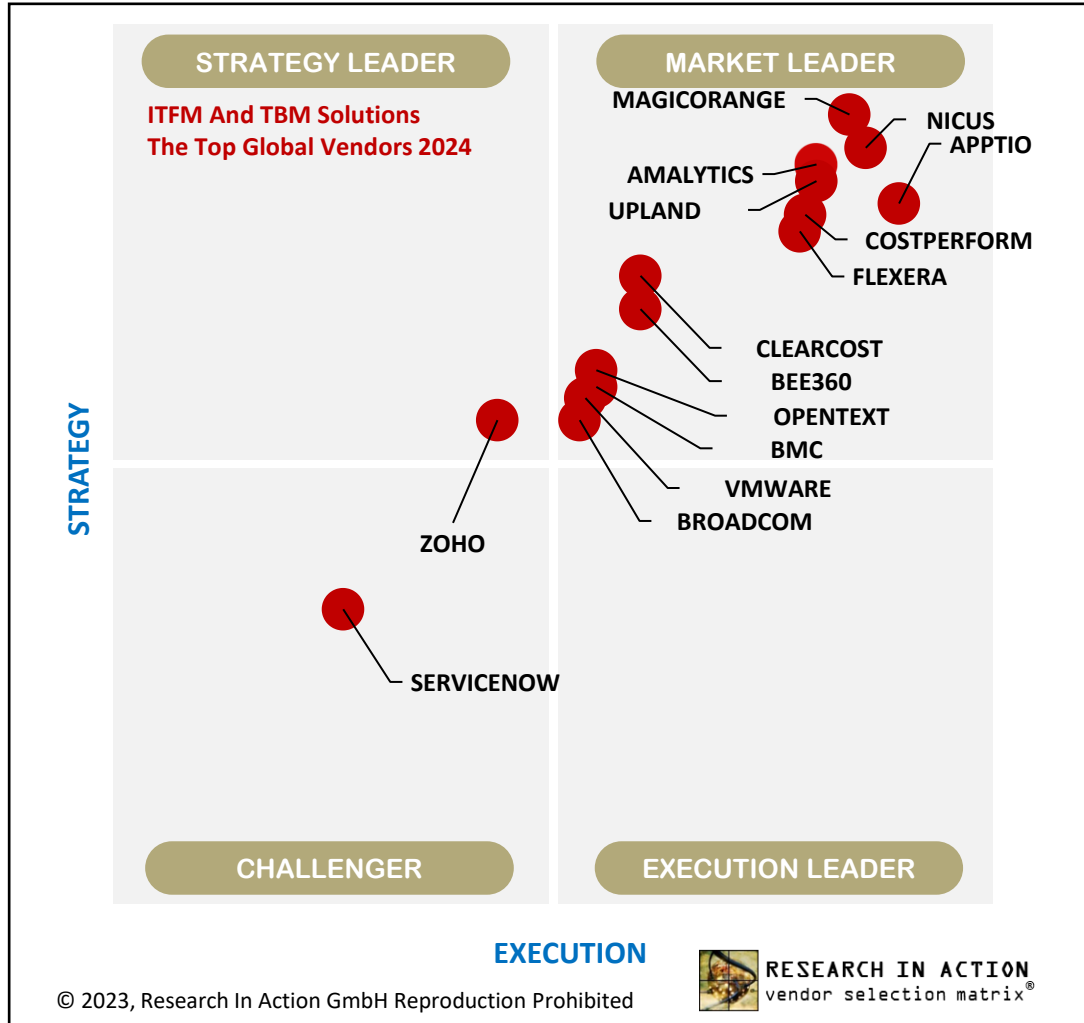 STRATEGY LEADER
MARKET LEADER
ITFM And TBM Solutions
The Top Global Vendors 2024
MAGICORANGE
NICUS
APPTIO
AMALYTICS
UPLAND
COSTPERFORM
FLEXERA
CLEARCOST
BEE360
OPENTEXT
BMC
VMWARE
BROADCOM
ZOHO
SERVICENOW
STRATEGY
CHALLENGER
EXECUTION LEADER
EXECUTION
RESEARCH IN ACTION
vendor selection matrix®
© 2023, Research In Action GmbH Reproduction Prohibited